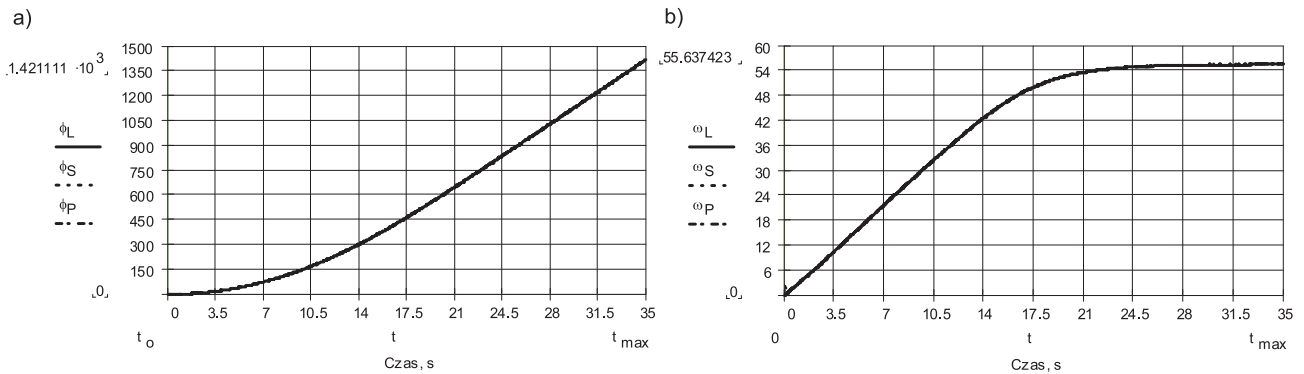 a)
1.421111 ·10³
1500
1350
1200
1050
900
750
600
450
300
150
0
ϕL
ϕS
ϕP
0 3.5 7 10.5 14 17.5 21 24.5 28 31.5 35
to t tmax
Czas, s
b)
55.637423
60
54
48
42
36
30
24
18
12
6
0
ωL
ωS
ωP
0 3.5 7 10.5 14 17.5 21 24.5 28 31.5 35
0 t tmax
Czas, s